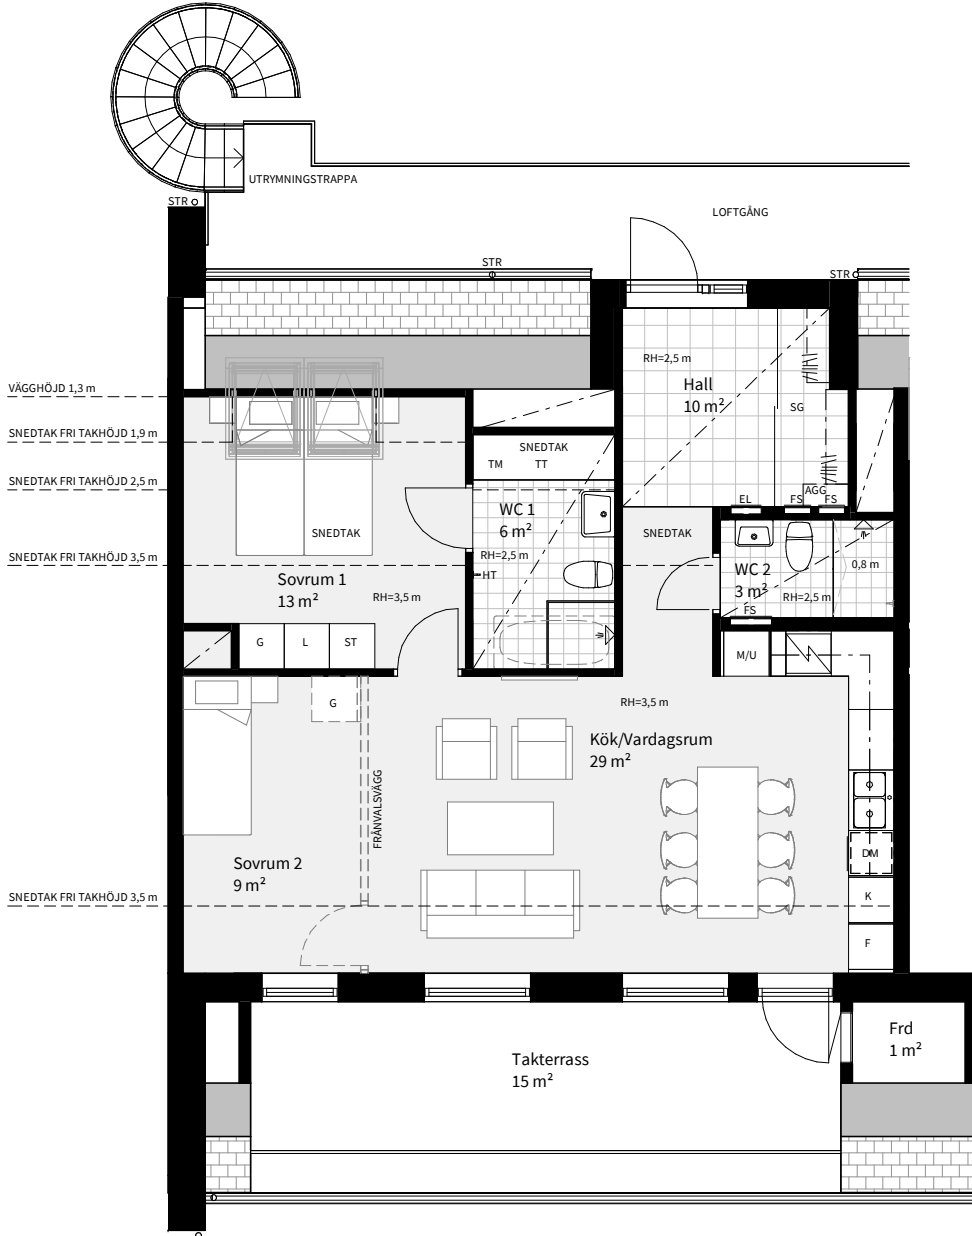 UTRYMNINGSTRAPPA
STR
LOFTGÅNG
STR
STR
RH=2,5 m
Hall
10 m²
VÄGGHÖJD 1,3 m
SG
SNEDTAK FRI TAKHÖJD 1,9 m
SNEDTAK
TM TT
SNEDTAK FRI TAKHÖJD 2,5 m
AGG
EL FS FS
WC 1
6 m²
SNEDTAK
SNEDTAK
RH=2,5 m
SNEDTAK FRI TAKHÖJD 3,5 m
HT
WC 2
3 m²
0,8 m
Sovrum 1
13 m²
RH=3,5 m
RH=2,5 m
FS
G L ST
M/U
G
RH=3,5 m
Kök/Vardagsrum
29 m²
FRÅNVALSVÄGG
Sovrum 2
9 m²
DM
SNEDTAK FRI TAKHÖJD 3,5 m
K
F
Frd
1 m²
Takterrass
15 m²